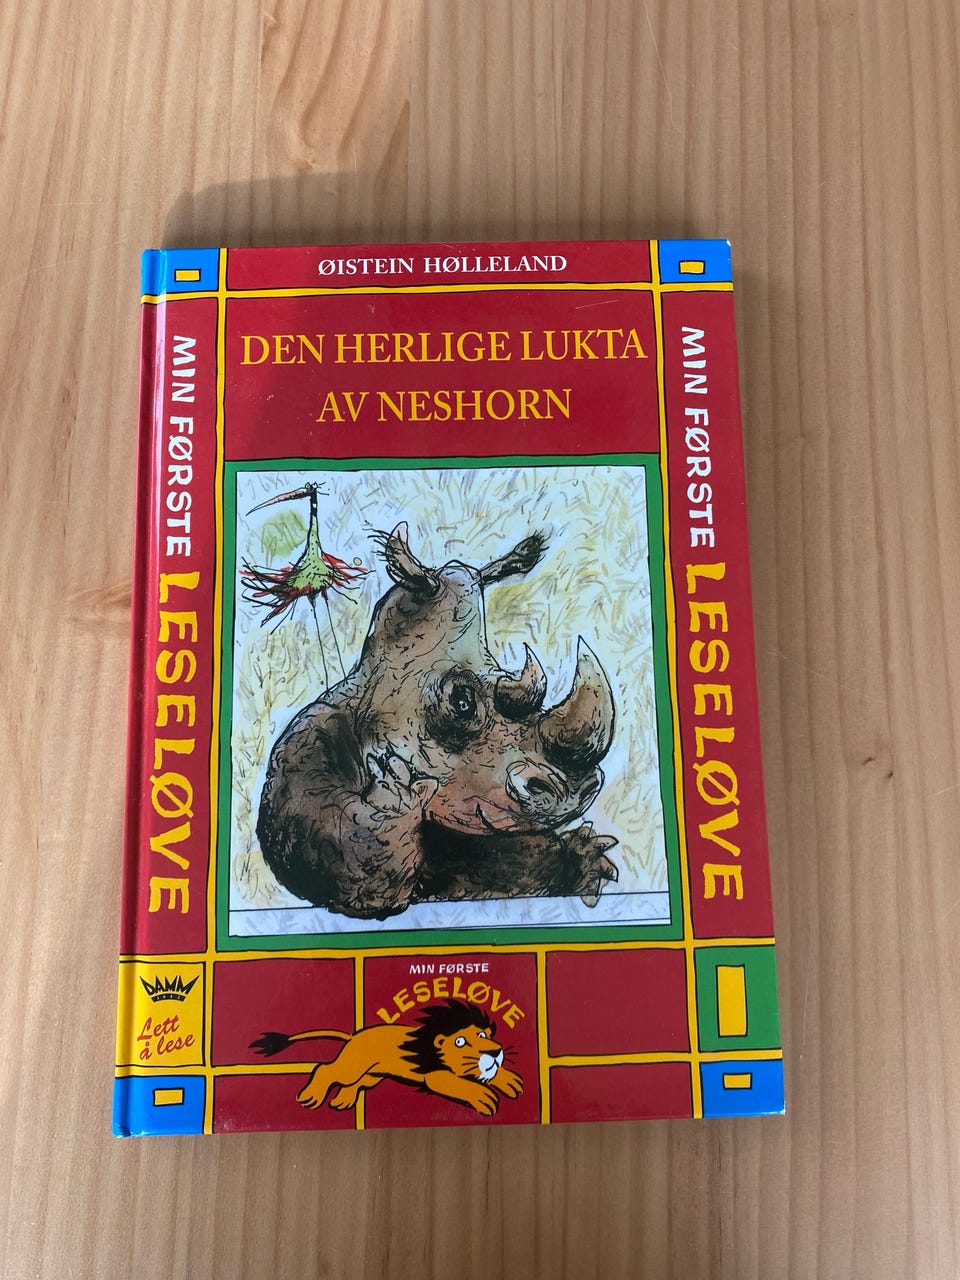 ØISTEIN HØLLELAND
DEN HERLIGE LUKTA
AV NESHORN
MIN FØRSTE LESELØVE
MIN FØRSTE LESELØVE
MIN FØRSTE
LESELØVE
DAMM
Lett
å lese